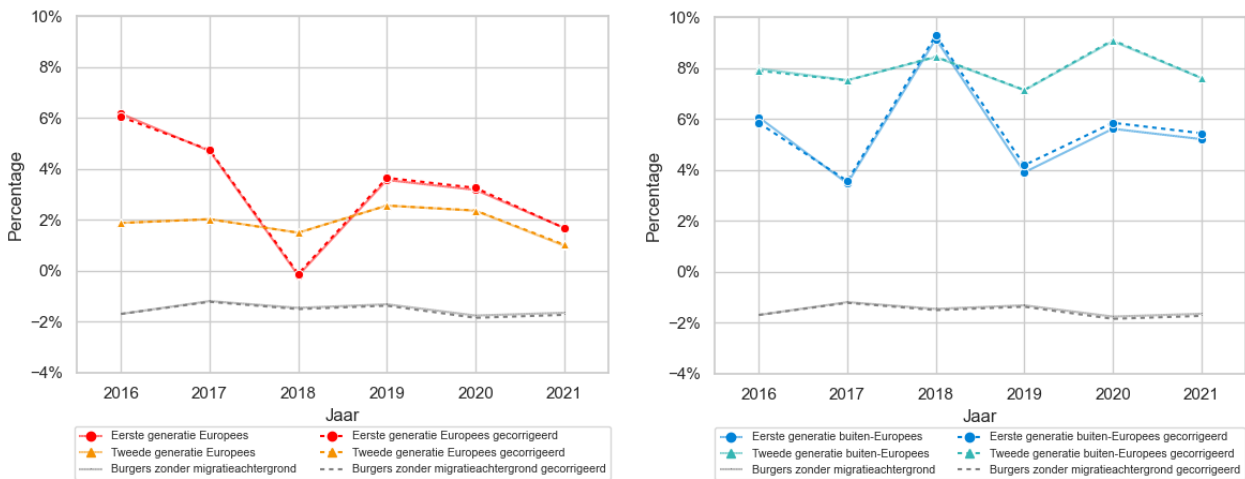 10%
8%
6%
4%
2%
0%
−2%
−4%
Percentage
2016 2017 2018 2019 2020 2021
Jaar
Eerste generatie Europees
Tweede generatie Europees
Burgers zonder migratieachtergrond
Eerste generatie Europees gecorrigeerd
Tweede generatie Europees gecorrigeerd
Burgers zonder migratieachtergrond gecorrigeerd
10%
8%
6%
4%
2%
0%
−2%
−4%
Percentage
2016 2017 2018 2019 2020 2021
Jaar
Eerste generatie buiten-Europees
Tweede generatie buiten-Europees
Burgers zonder migratieachtergrond
Eerste generatie buiten-Europees gecorrigeerd
Tweede generatie buiten-Europees gecorrigeerd
Burgers zonder migratieachtergrond gecorrigeerd